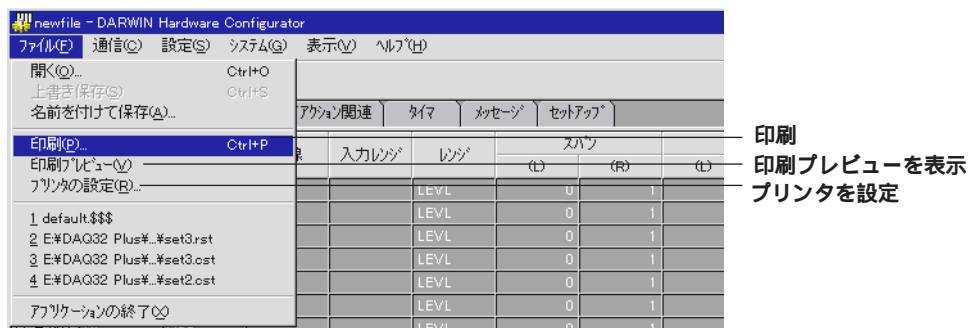 newfile - DARWIN Hardware Configurator
ファイル(F) 通信(C) 設定(S) システム(G) 表示(V) ヘルプ(H)
開く(O)... Ctrl+O
上書き保存(S) Ctrl+S
名前を付けて保存(A)...
印刷(P)... Ctrl+P
印刷プレビュー(V)
プリンタの設定(R)...
1 default.$$$
2 E:¥DAQ32 Plus¥...¥set3.rst
3 E:¥DAQ32 Plus¥...¥set3.cst
4 E:¥DAQ32 Plus¥...¥set2.cst
アプリケーションの終了(X)
アクション関連 タイマ メッセージ セットアップ
入力レンジ レンジ スパン
(L) (R) (L)
LEVL 0 1
LEVL 0 1
LEVL 0 1
LEVL 0 1
LEVL 0 1
LEVL 0 1
LEVL 0 1
印刷
印刷プレビューを表示
プリンタを設定